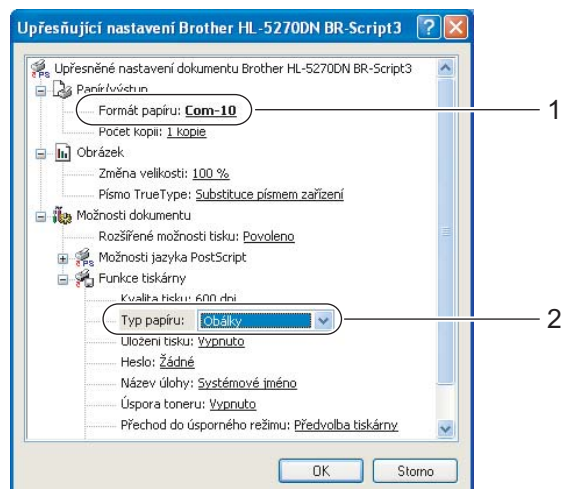 Upřesňující nastavení Brother HL-5270DN BR-Script3
Upřesněné nastavení dokumentu Brother HL-5270DN BR-Script3
Papír/výstup
Formát papíru: Com-10
1
Počet kopií: 1 kopie
Obrázek
Změna velikosti: 100 %
Písmo TrueType: Substituce písmem zařízení
Možnosti dokumentu
Rozšířené možnosti tisku: Povoleno
Možnosti jazyka PostScript
Funkce tiskárny
Kvalita tisku: 600 dpi
Typ papíru: Obálky
2
Uložení tisku: Vypnuto
Heslo: Žádné
Název úlohy: Systémové jméno
Úspora toneru: Vypnuto
Přechod do úsporného režimu: Předvolba tiskárny
OK Storno